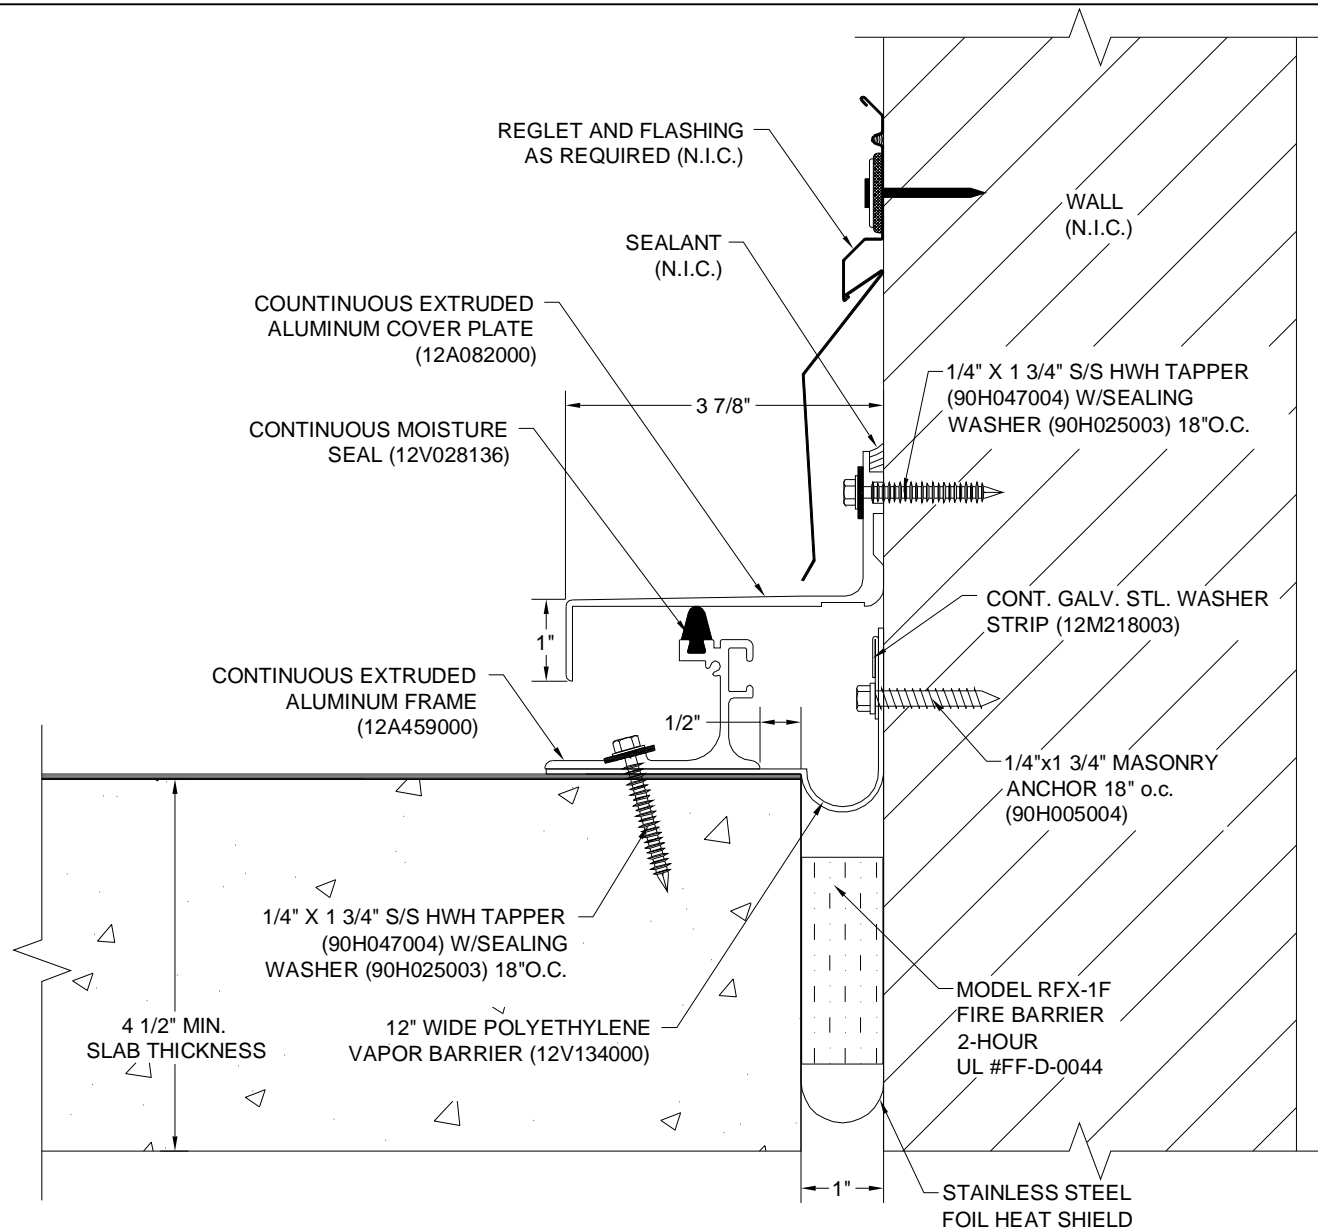 REGLET AND FLASHING
AS REQUIRED (N.I.C.)
WALL
(N.I.C.)
SEALANT
(N.I.C.)
COUNTINUOUS EXTRUDED
ALUMINUM COVER PLATE
(12A082000)
1/4" X 1 3/4" S/S HWH TAPPER
(90H047004) W/SEALING
WASHER (90H025003) 18"O.C.
3 7/8"
CONTINUOUS MOISTURE
SEAL (12V028136)
CONT. GALV. STL. WASHER
STRIP (12M218003)
1"
CONTINUOUS EXTRUDED
ALUMINUM FRAME
(12A459000)
1/2"
1/4"x1 3/4" MASONRY
ANCHOR 18" o.c.
(90H005004)
1/4" X 1 3/4" S/S HWH TAPPER
(90H047004) W/SEALING
WASHER (90H025003) 18"O.C.
4 1/2" MIN.
SLAB THICKNESS
12" WIDE POLYETHYLENE
VAPOR BARRIER (12V134000)
MODEL RFX-1F
FIRE BARRIER
2-HOUR
UL #FF-D-0044
1"
STAINLESS STEEL
FOIL HEAT SHIELD